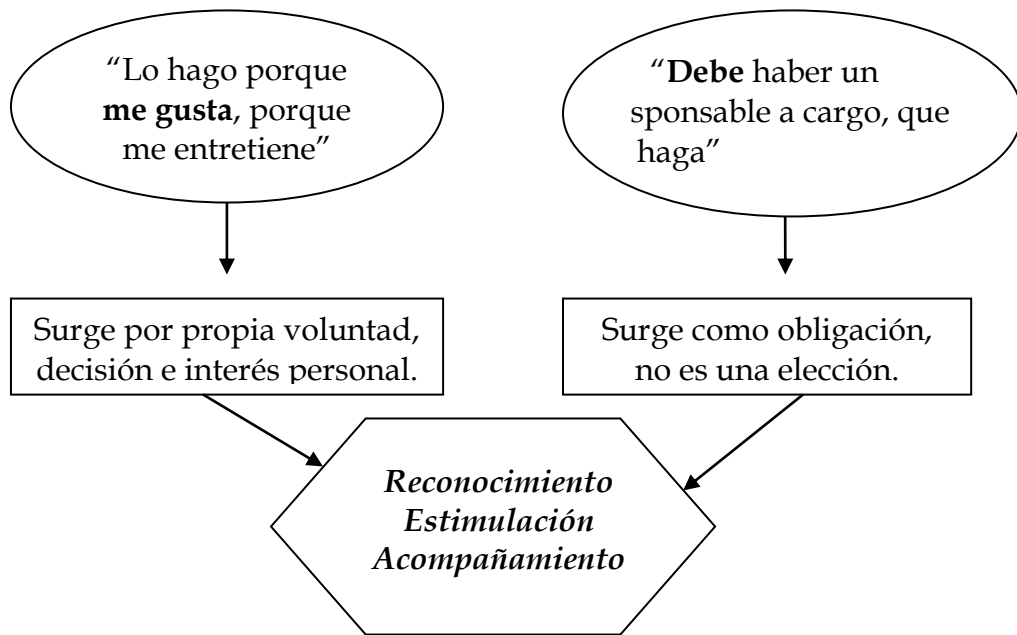 “Lo hago porque
me gusta, porque
me entretiene”
“Debe haber un
sponsable a cargo, que
haga”
Surge por propia voluntad,
decisión e interés personal.
Surge como obligación,
no es una elección.
Reconocimiento
Estimulación
Acompañamiento